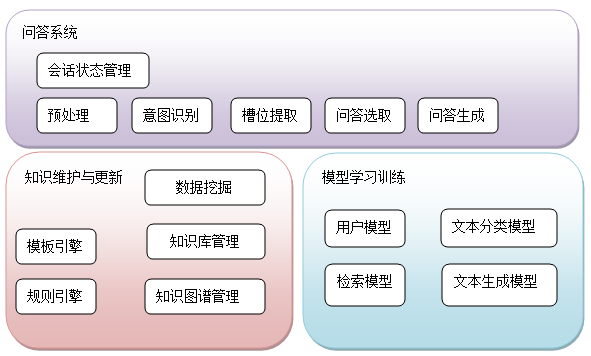 问答系统
会话状态管理
预处理
意图识别
槽位提取
问答选取
问答生成
知识维护与更新
数据挖掘
模板引擎
知识库管理
规则引擎
知识图谱管理
模型学习训练
用户模型
文本分类模型
检索模型
文本生成模型